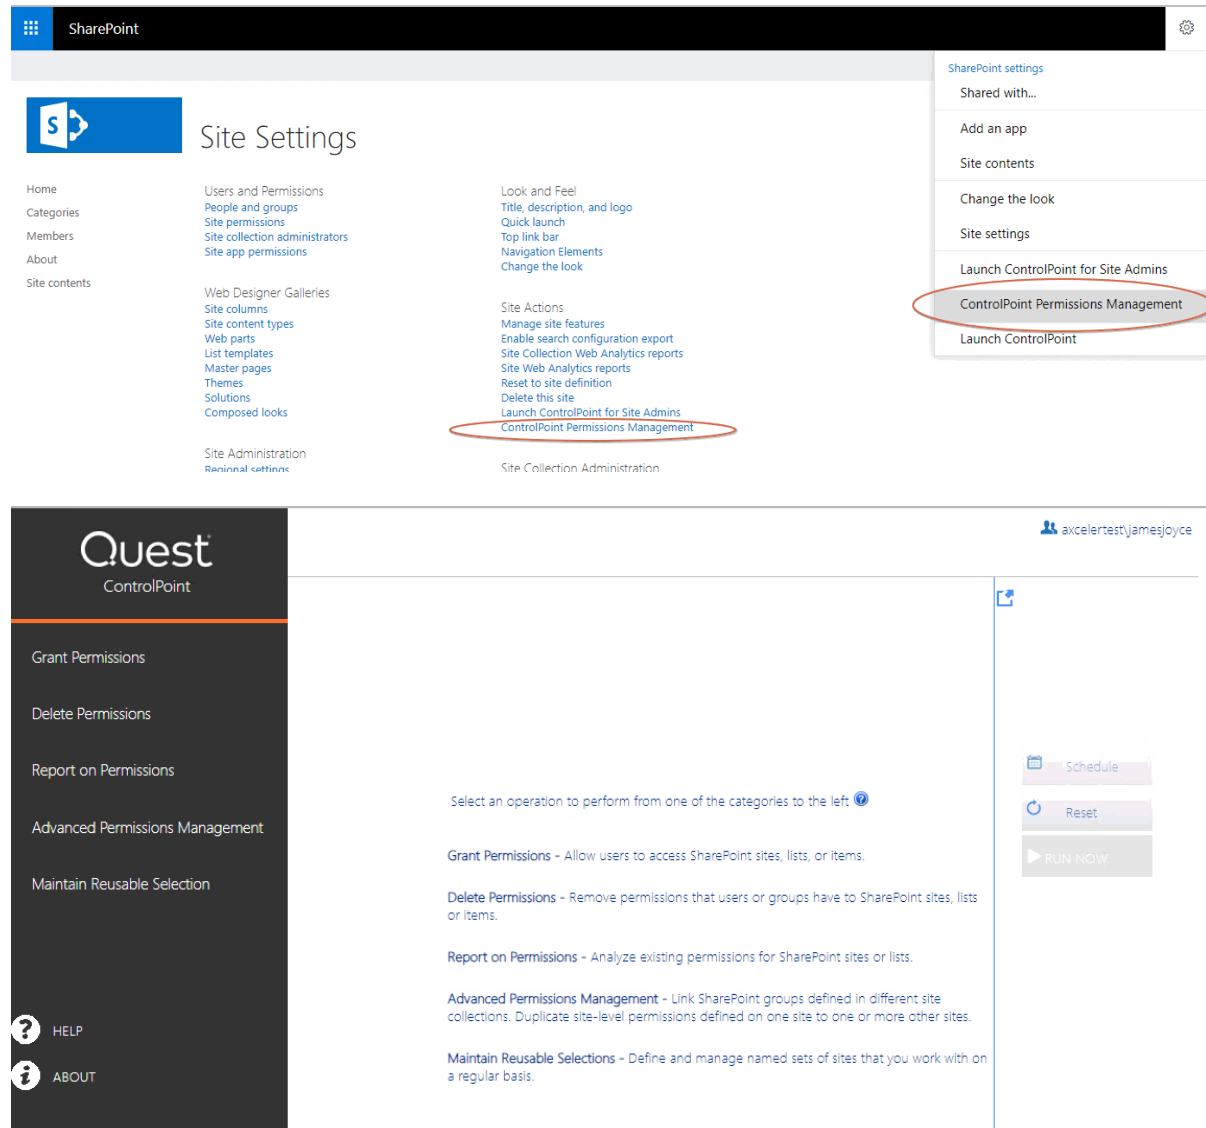 SharePoint
SharePoint settings
Shared with...
Add an app
Site contents
Change the look
Site settings
Launch ControlPoint for Site Admins
ControlPoint Permissions Management
Launch ControlPoint
S
Site Settings
Home
Categories
Members
About
Site contents
Users and Permissions
People and groups
Site permissions
Site collection administrators
Site app permissions
Web Designer Galleries
Site columns
Site content types
Web parts
List templates
Master pages
Themes
Solutions
Composed looks
Site Administration
Regional settings
Look and Feel
Title, description, and logo
Quick launch
Top link bar
Navigation Elements
Change the look
Site Actions
Manage site features
Enable search configuration export
Site Collection Web Analytics reports
Site Web Analytics reports
Reset to site definition
Delete this site
Launch ControlPoint for Site Admins
ControlPoint Permissions Management
Site Collection Administration
Quest
ControlPoint
axcelertest\jamesjoyce
Grant Permissions
Delete Permissions
Report on Permissions
Advanced Permissions Management
Maintain Reusable Selection
? HELP
i ABOUT
Select an operation to perform from one of the categories to the left ?
Grant Permissions - Allow users to access SharePoint sites, lists, or items.
Delete Permissions - Remove permissions that users or groups have to SharePoint sites, lists
or items.
Report on Permissions - Analyze existing permissions for SharePoint sites or lists.
Advanced Permissions Management - Link SharePoint groups defined in different site
collections. Duplicate site-level permissions defined on one site to one or more other sites.
Maintain Reusable Selections - Define and manage named sets of sites that you work with on
a regular basis.
Schedule
Reset
RUN NOW